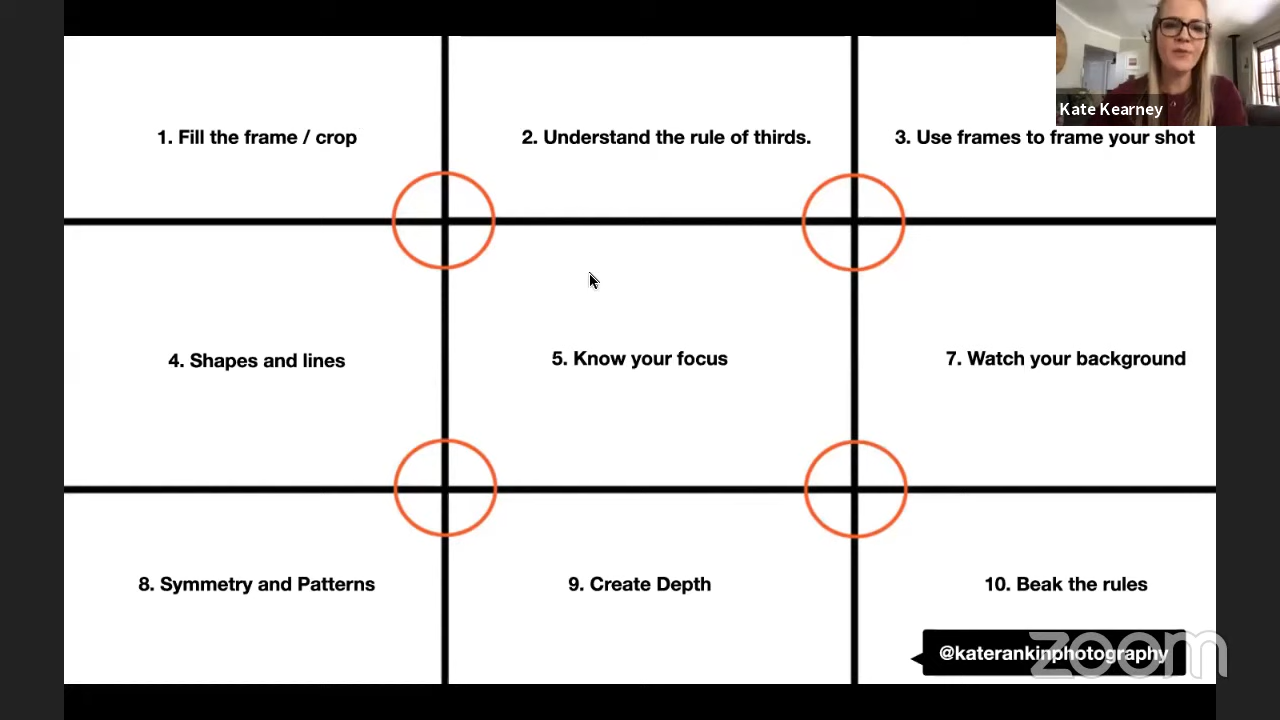 Kate Kearney
1. Fill the frame / crop
2. Understand the rule of thirds.
3. Use frames to frame your shot
4. Shapes and lines
5. Know your focus
7. Watch your background
8. Symmetry and Patterns
9. Create Depth
10. Beak the rules
@katerankinphotography
zoom